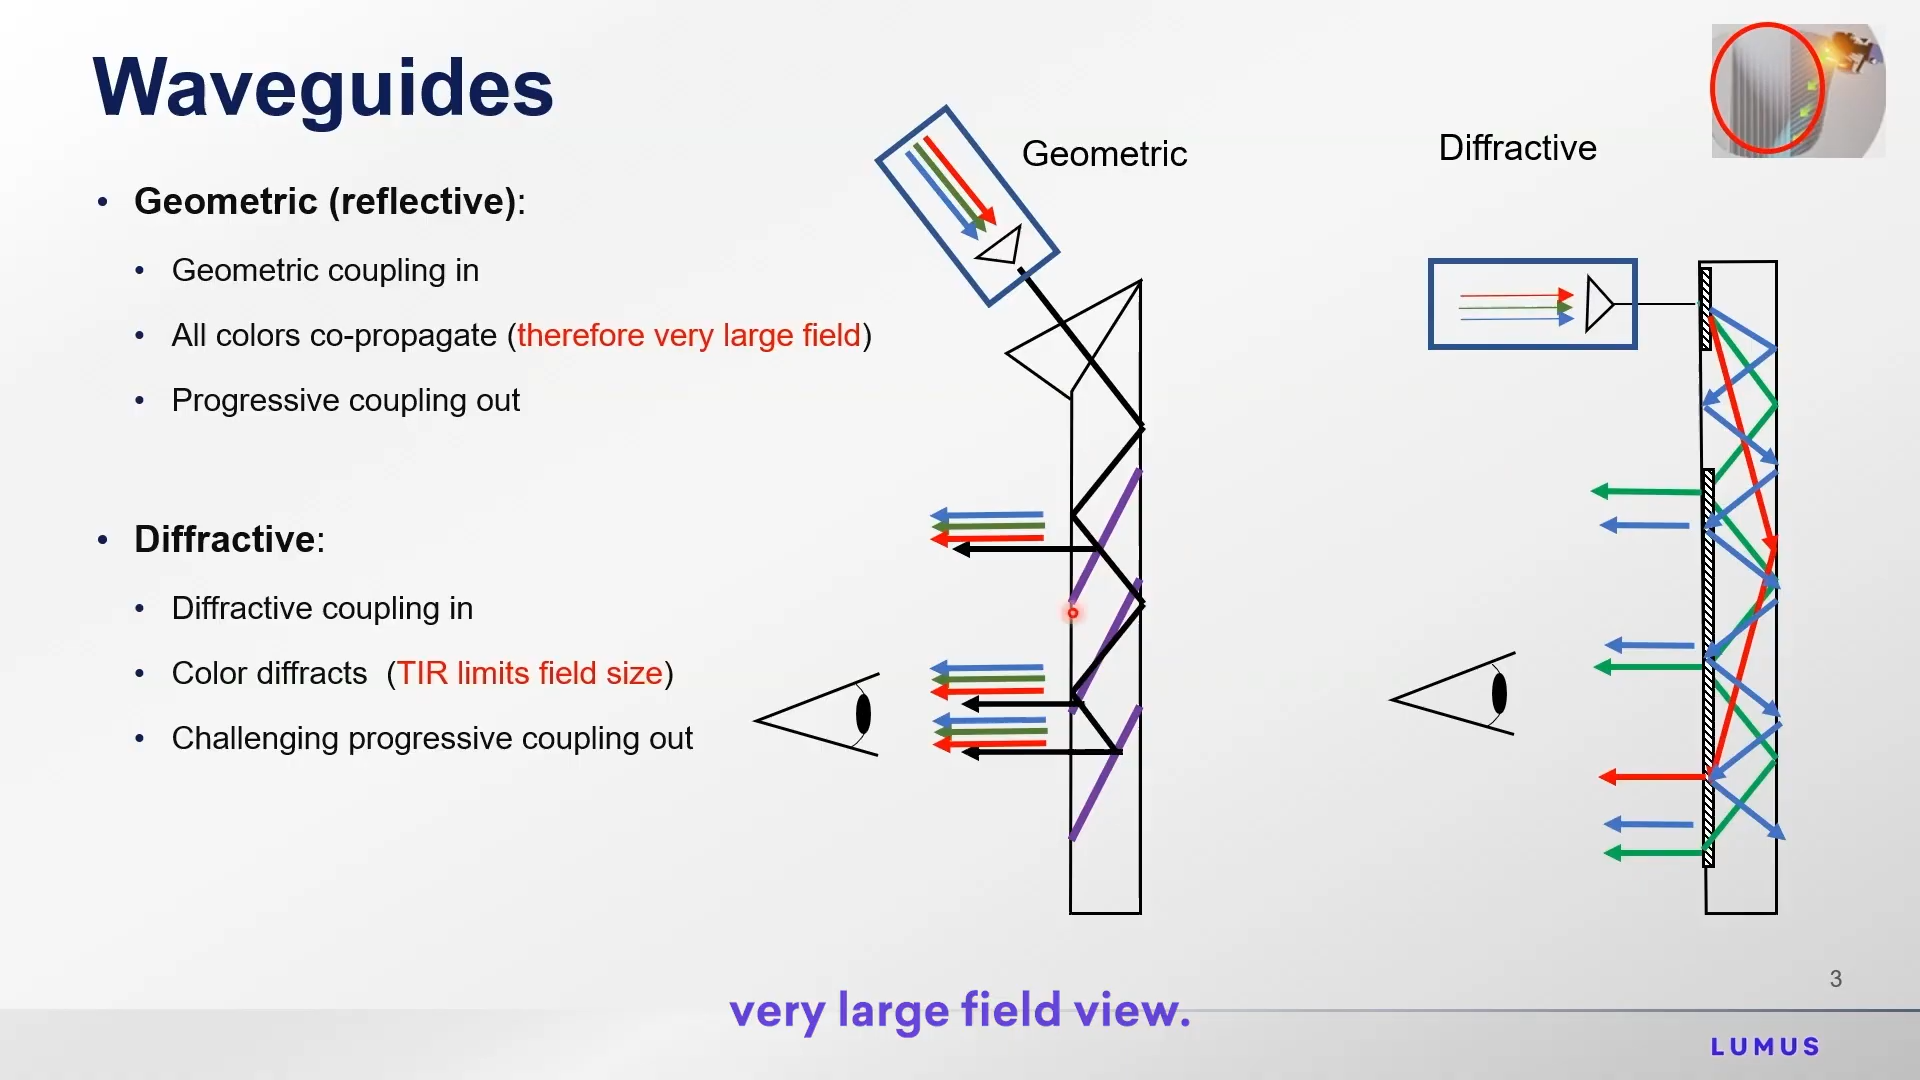 Waveguides
Geometric
Diffractive
• Geometric (reflective):
• Geometric coupling in
• All colors co-propagate (therefore very large field)
• Progressive coupling out
• Diffractive:
• Diffractive coupling in
• Color diffracts (TIR limits field size)
• Challenging progressive coupling out
3
very large field view.
LUMUS